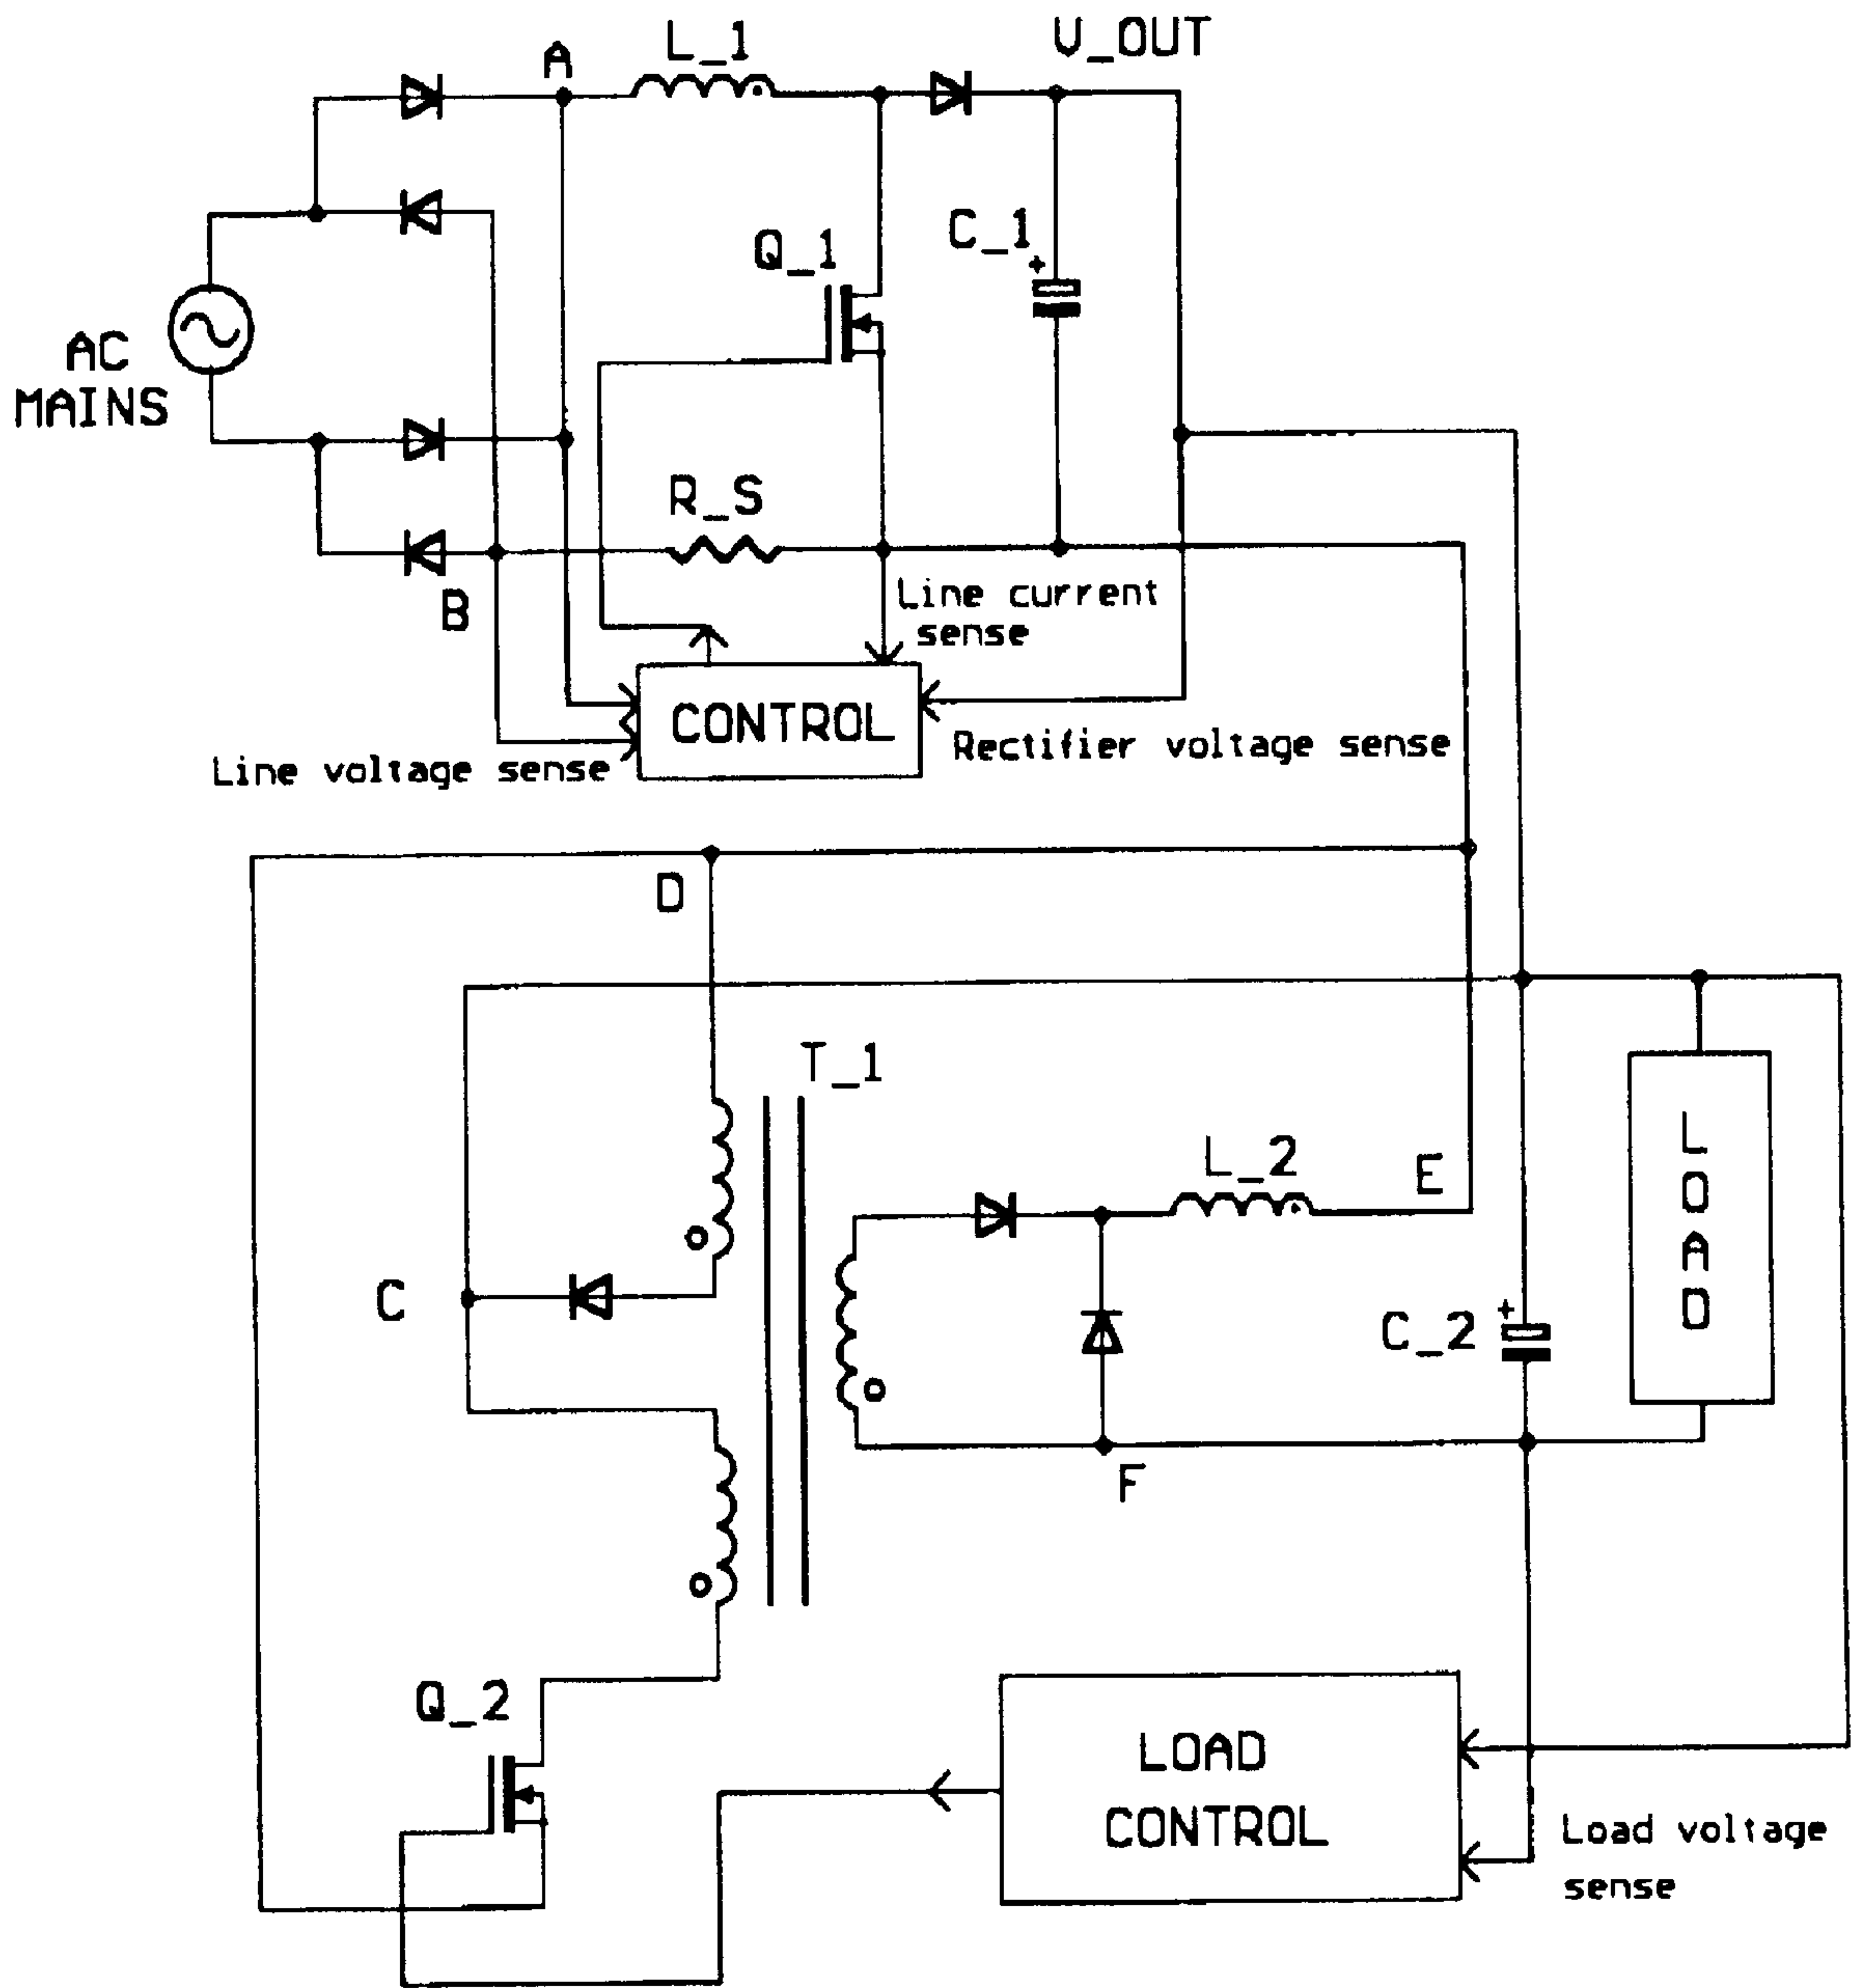 A
L_1
V_OUT
C_1
+
Q_1
AC
MAINS
R_S
B
Line current
sense
CONTROL
Rectifier voltage sense
Line voltage sense
D
T_1
L_2
E
LOAD
C
C_2
+
F
Q_2
LOAD
CONTROL
Load voltage
sense